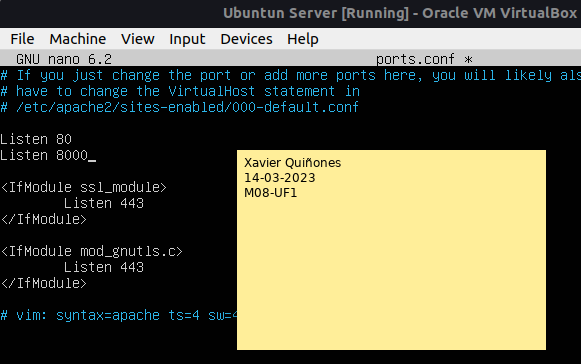 Ubuntun Server [Running] - Oracle VM VirtualBox
File Machine View Input Devices Help
GNU nano 6.2 ports.conf *
# If you just change the port or add more ports here, you will likely als
# have to change the VirtualHost statement in
# /etc/apache2/sites-enabled/000-default.conf
Listen 80
Listen 8000_
<IfModule ssl_module>
Listen 443
</IfModule>
<IfModule mod_gnutls.c>
Listen 443
</IfModule>
# vim: syntax=apache ts=4 sw=4
Xavier Quiñones
14-03-2023
M08-UF1